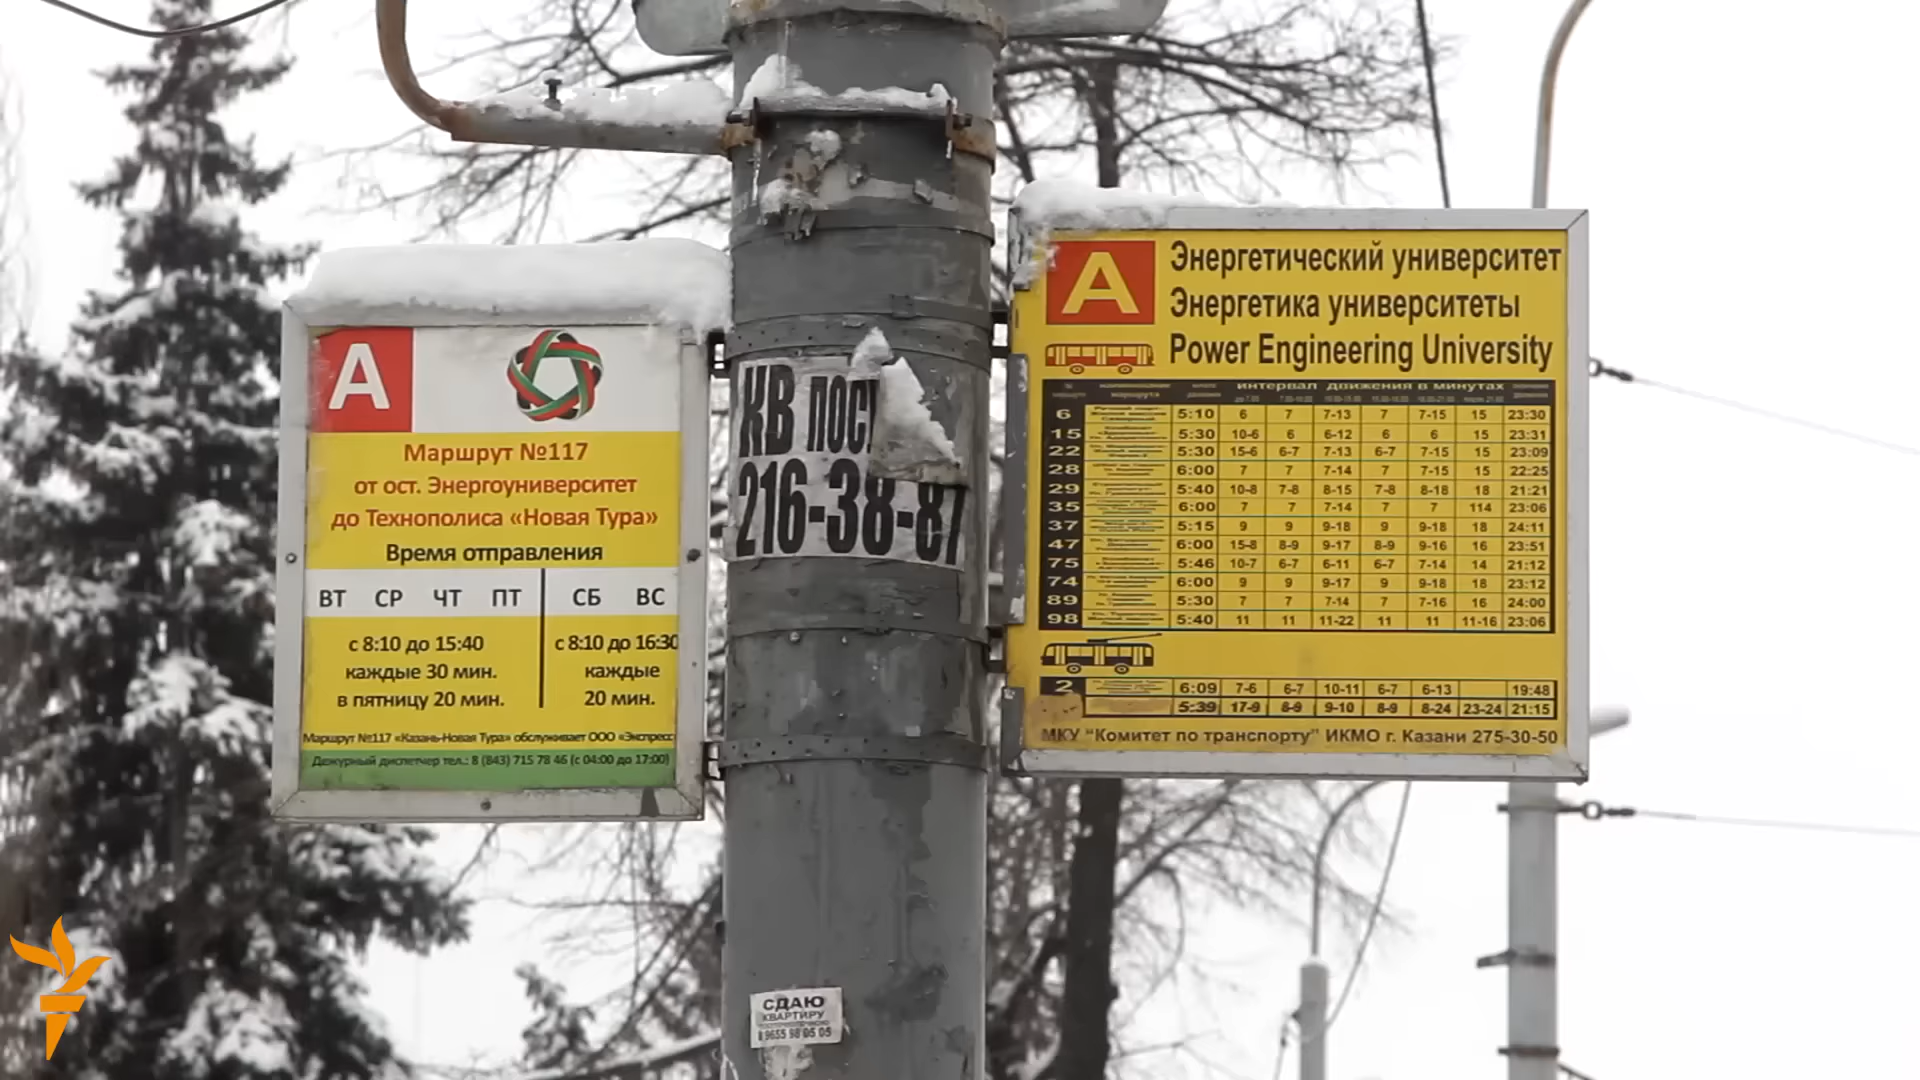 А
Маршрут №117
от ост. Энергоуниверситет
до Технополиса «Новая Тура»
Время отправления
ВТ СР ЧТ ПТ СБ ВС
с 8:10 до 15:40 с 8:10 до 16:30
каждые 30 мин. каждые
в пятницу 20 мин. 20 мин.
Маршрут №117 «Казань-Новая Тура» обслуживает ООО «Экспресс
Дежурный диспетчер тел.: 8 (843) 715 78 46 (с 04:00 до 17:00)
КВ пос
216-38-87
СДАЮ
КВАРТИРУ
А
Энергетический университет
Энергетика университеты
Power Engineering University
маршрута интервал движения в минутах
6 5:10 6 7 7-13 7 7-15 15 23:30
15 5:30 10-6 6 6-12 6 6 15 23:31
22 5:30 15-6 6-7 7-13 6-7 7-15 15 23:09
28 6:00 7 7 7-14 7 7-15 15 22:25
29 5:40 10-8 7-8 8-15 7-8 8-18 18 21:21
35 6:00 7 7 7-14 7 7 114 23:06
37 5:15 9 9 9-18 9 9-18 18 24:11
47 6:00 15-8 8-9 9-17 8-9 9-16 16 23:51
75 5:46 10-7 6-7 6-11 6-7 7-14 14 21:12
74 6:00 9 9 9-17 9 9-18 18 23:12
89 5:30 7 7 7-14 7 7-16 16 24:00
98 5:40 11 11 11-22 11 11 11-16 23:06
2 6:09 7-6 6-7 10-11 6-7 6-13 19:48
5:39 17-9 8-9 9-10 8-9 8-24 23-24 21:15
МКУ "Комитет по транспорту" ИКМО г. Казани 275-30-50